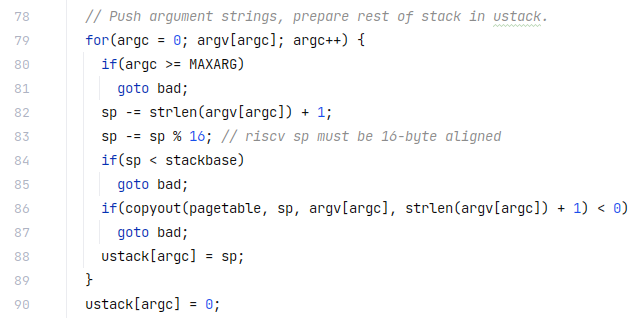 78 // Push argument strings, prepare rest of stack in ustack.
79 for(argc = 0; argv[argc]; argc++) {
80 if(argc >= MAXARG)
81 goto bad;
82 sp -= strlen(argv[argc]) + 1;
83 sp -= sp % 16; // riscv sp must be 16-byte aligned
84 if(sp < stackbase)
85 goto bad;
86 if(copyout(pagetable, sp, argv[argc], strlen(argv[argc]) + 1) < 0)
87 goto bad;
88 ustack[argc] = sp;
89 }
90 ustack[argc] = 0;